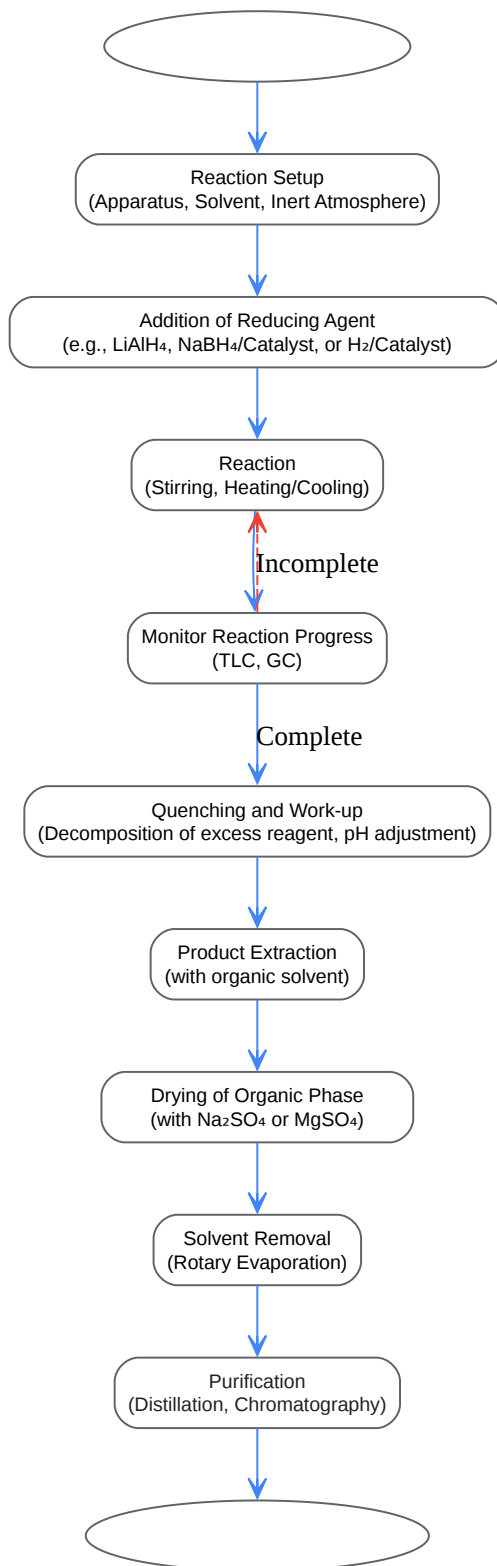 Reaction Setup
(Apparatus, Solvent, Inert Atmosphere)
Addition of Reducing Agent
(e.g., LiAlH₄, NaBH₄/Catalyst, or H₂/Catalyst)
Reaction
(Stirring, Heating/Cooling)
Incomplete
Monitor Reaction Progress
(TLC, GC)
Complete
Quenching and Work-up
(Decomposition of excess reagent, pH adjustment)
Product Extraction
(with organic solvent)
Drying of Organic Phase
(with Na₂SO₄ or MgSO₄)
Solvent Removal
(Rotary Evaporation)
Purification
(Distillation, Chromatography)